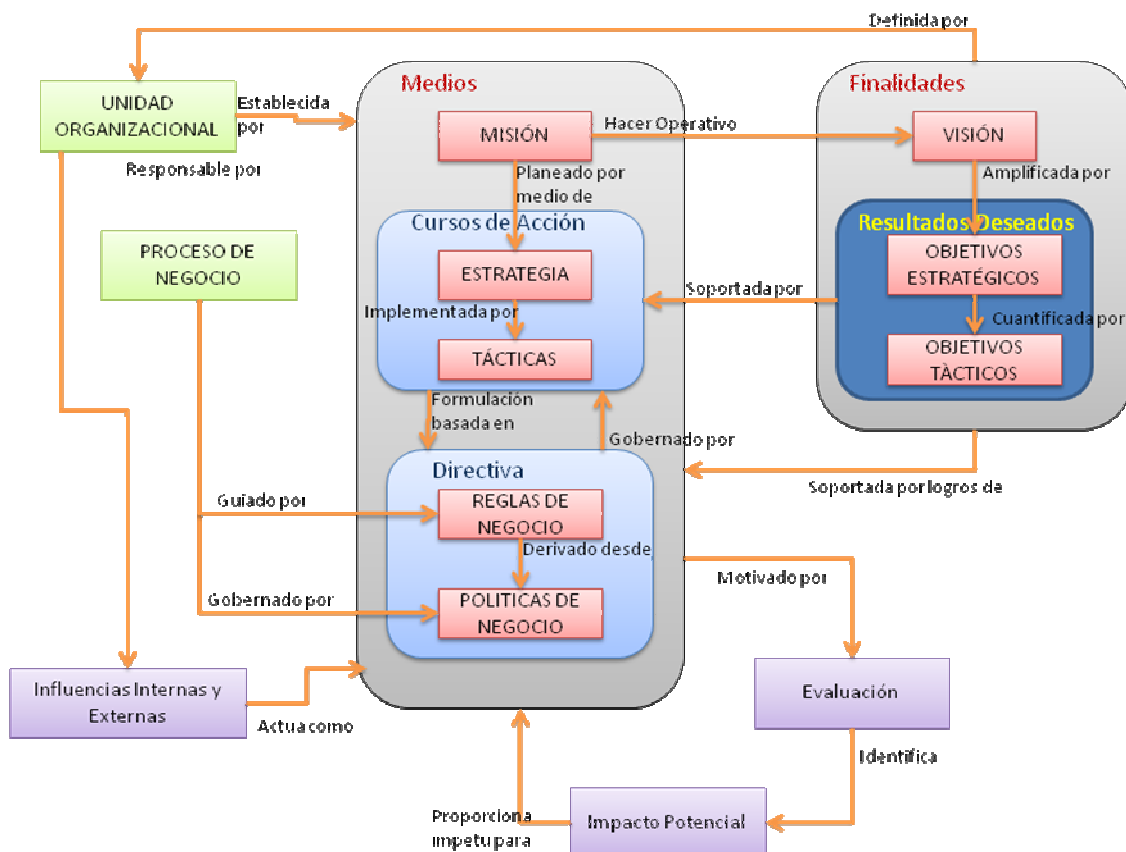 Definida por
Medios
Finalidades
UNIDAD
ORGANIZACIONAL
Establecida
por
MISIÓN
Hacer Operativo
VISIÓN
Responsable por
Planeado por
medio de
Amplificada por
Cursos de Acción
Resultados Deseados
PROCESO DE
NEGOCIO
ESTRATEGIA
OBJETIVOS
ESTRATÉGICOS
Soportada por
Implementada por
Cuantificada por
TÁCTICAS
OBJETIVOS
TÀCTICOS
Formulación
basada en
Gobernado por
Directiva
Soportada por logros de
Guiado por
REGLAS DE
NEGOCIO
Derivado desde
Motivado por
Gobernado por
POLITICAS DE
NEGOCIO
Influencias Internas y
Externas
Evaluación
Actua como
Identifica
Proporciona
impetu para
Impacto Potencial